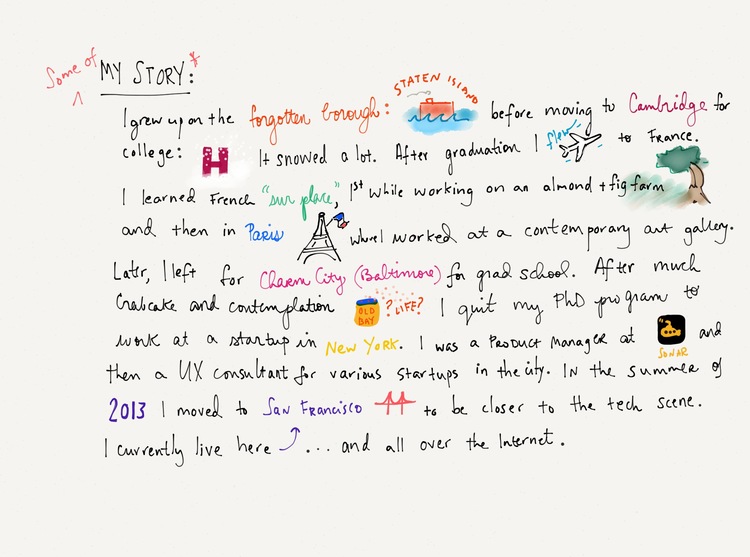 Some of MY STORY:*
STATEN ISLAND
I grew up on the forgotten borough: before moving to Cambridge for
college: H It snowed a lot. After graduation I flew to France.
I learned French "sur place", 1st while working on an almond + fig farm
and then in Paris where I worked at a contemporary art gallery.
Later, I left for Charm City (Baltimore) for grad school. After much
Crabcake and contemplation OLD BAY ? LIFE? I quit my PhD program to
work at a startup in New York. I was a Product Manager at SONAR and
then a UX consultant for various startups in the city. In the summer of
2013 I moved to San Francisco to be closer to the tech scene.
I currently live here ... and all over the Internet.